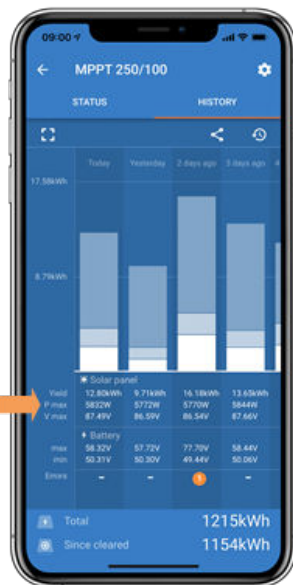 09:00
MPPT 250/100
STATUS HISTORY
Today Yesterday 2 days ago 3 days ago 4
17.58kWh
8.79kWh
Solar panel
Yield 12.80kWh 9.71kWh 16.18kWh 13.65kWh
P max 5832W 5772W 5770W 5844W
V max 87.49V 86.59V 86.54V 87.66V
Battery
max 58.32V 57.72V 77.70V 58.44V
min 50.31V 50.30V 49.44V 50.06V
Errors - - 1 -
Total 1215kWh
Since cleared 1154kWh